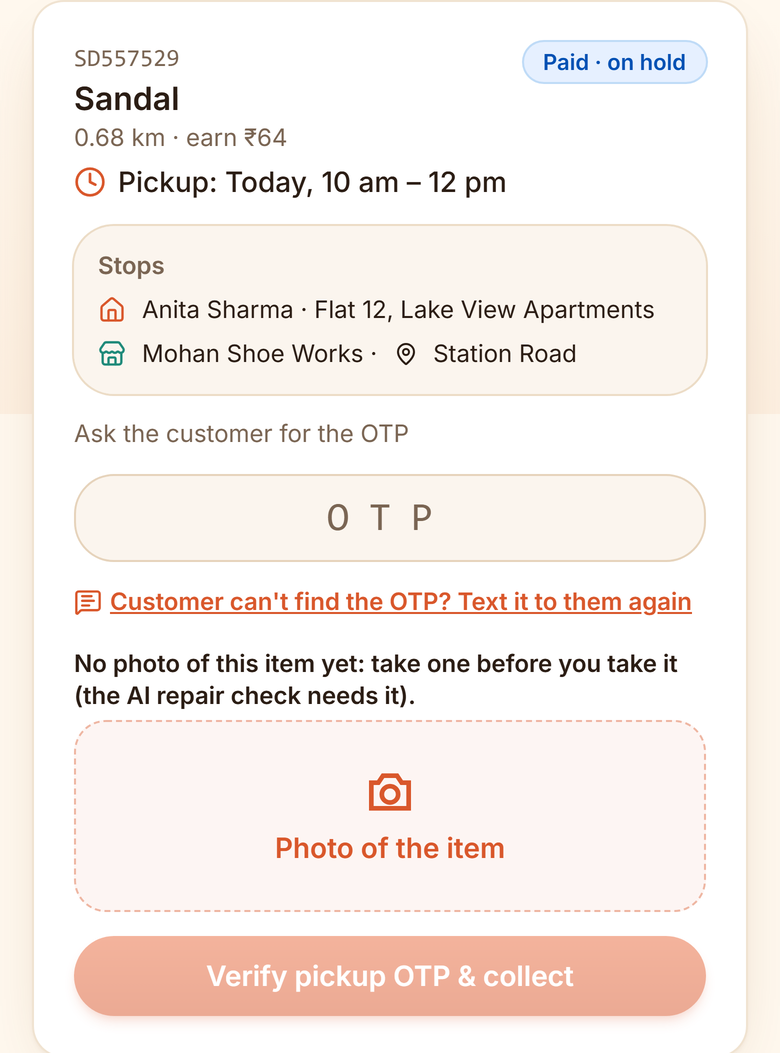 SD557529
Paid · on hold
Sandal
0.68 km · earn ₹64
Pickup: Today, 10 am – 12 pm
Stops
Anita Sharma · Flat 12, Lake View Apartments
Mohan Shoe Works · Station Road
Ask the customer for the OTP
OTP
Customer can't find the OTP? Text it to them again
No photo of this item yet: take one before you take it
(the AI repair check needs it).
Photo of the item
Verify pickup OTP & collect